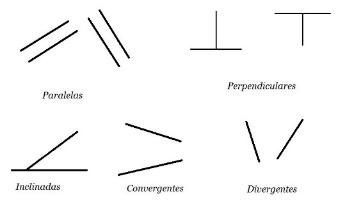 Paralelas
Perpendiculares
Inclinadas
Convergentes
Divergentes